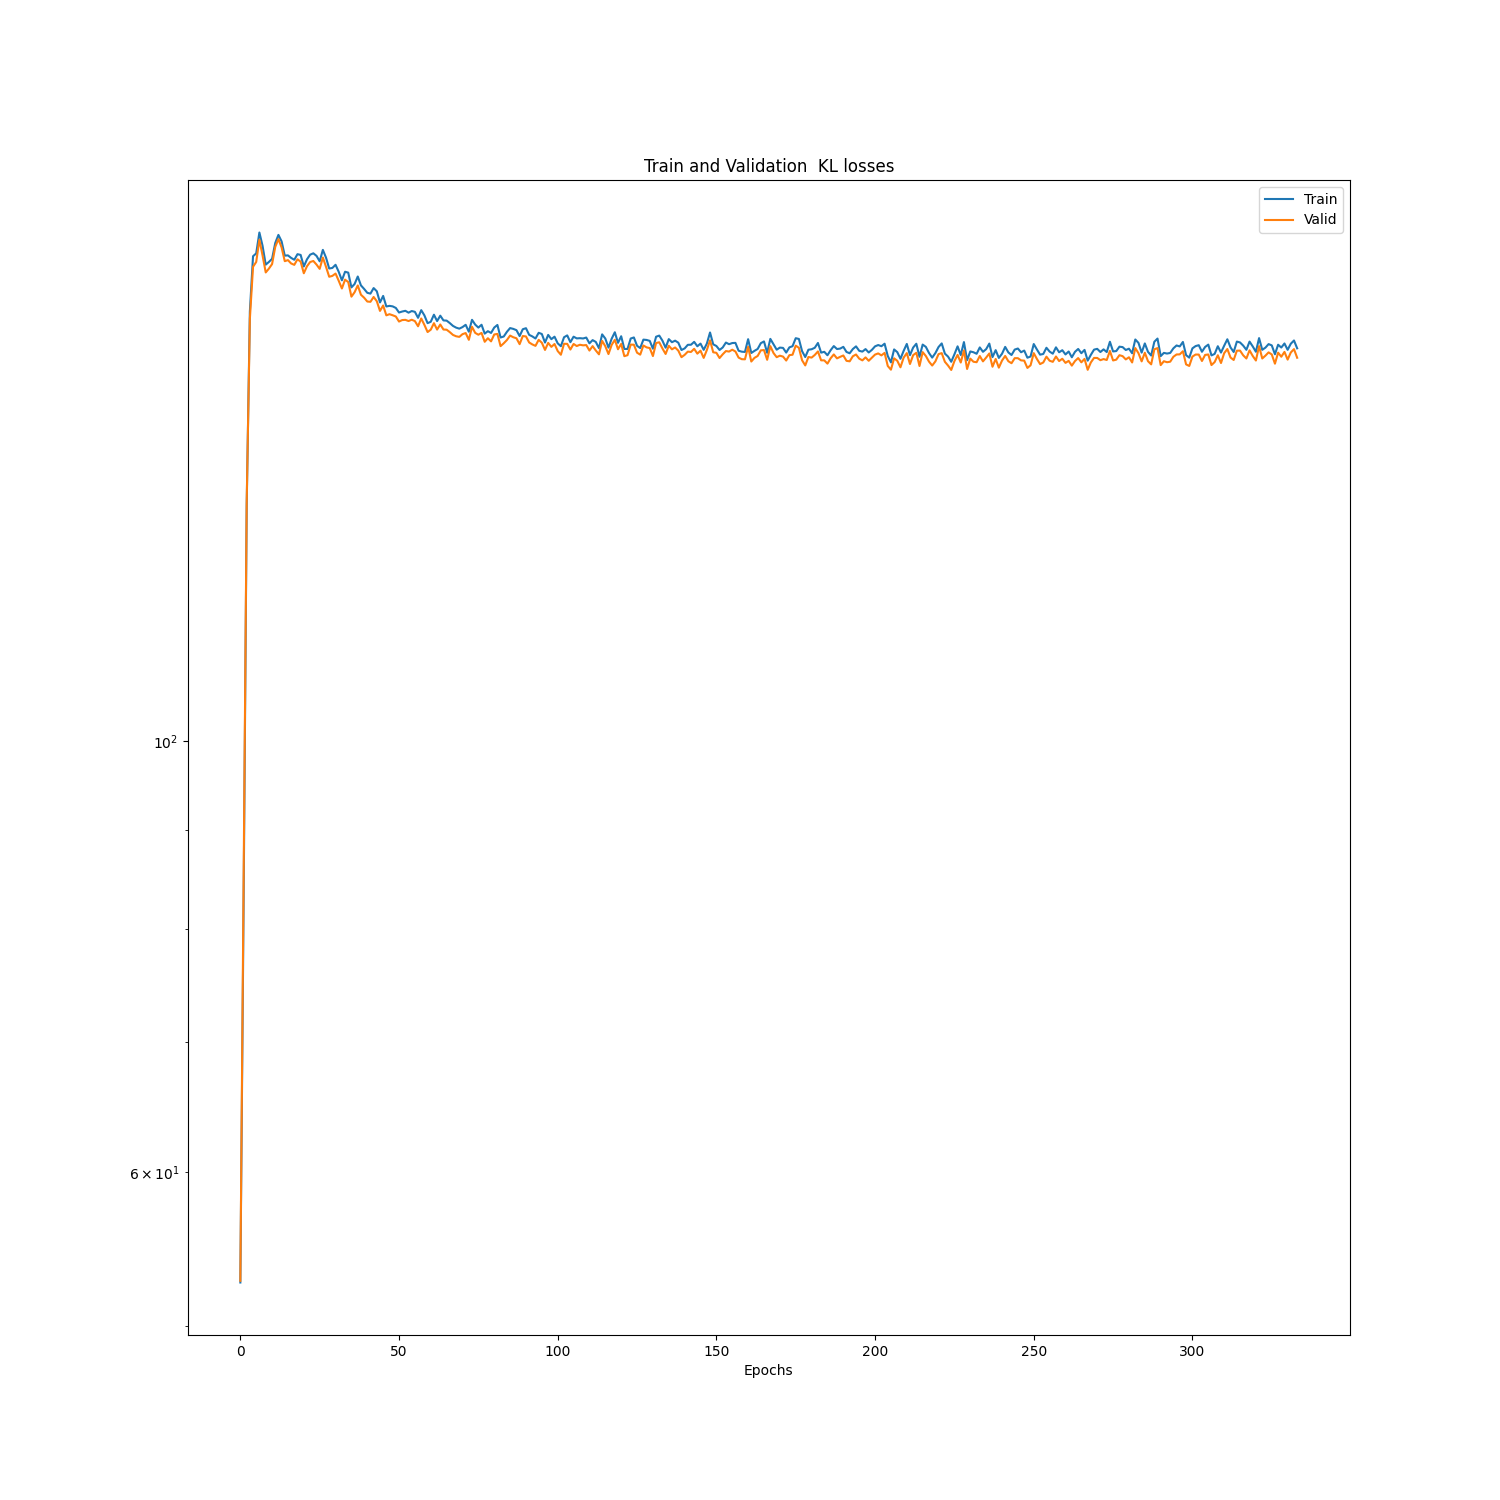 Train and Validation  KL losses
Train
Valid
10²
6 × 10¹
0 50 100 150 200 250 300
Epochs